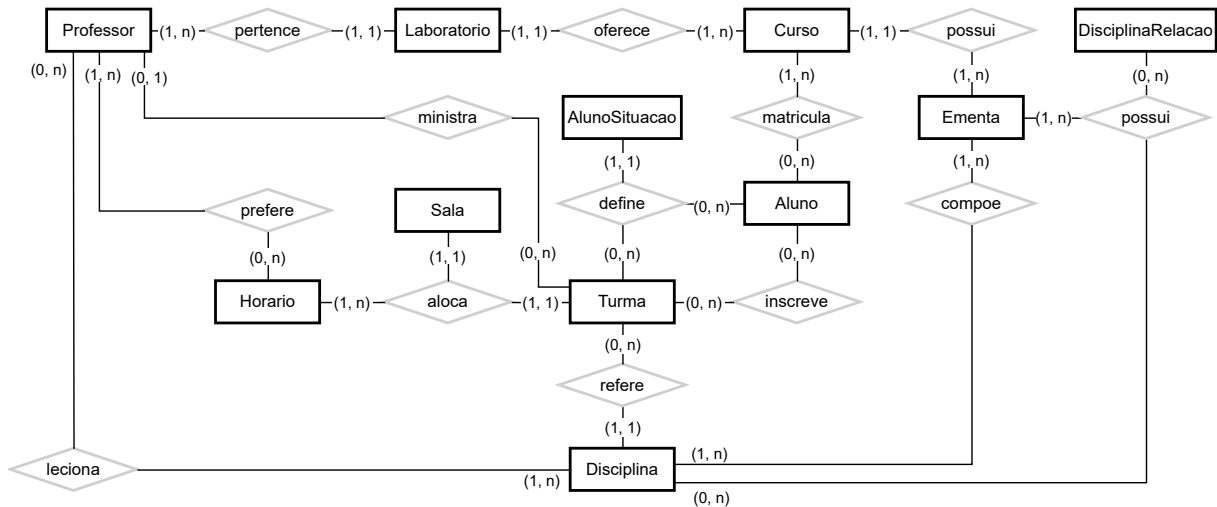 Professor (1, n) pertence (1, 1) Laboratorio (1, 1) oferece (1, n) Curso (1, 1) possui DisciplinaRelacao
(0, n) (1, n) (0, 1) (1, n) (1, n) (0, n)
ministra AlunoSituacao matricula Ementa (1, n) possui
(1, 1) (0, n) (1, n)
prefere Sala define (0, n) Aluno compoe
(0, n) (1, 1) (0, n) (0, n) (0, n)
Horario (1, n) aloca (1, 1) Turma (0, n) inscreve
(0, n)
refere
(1, 1)
leciona (1, n) Disciplina (1, n)
(0, n)